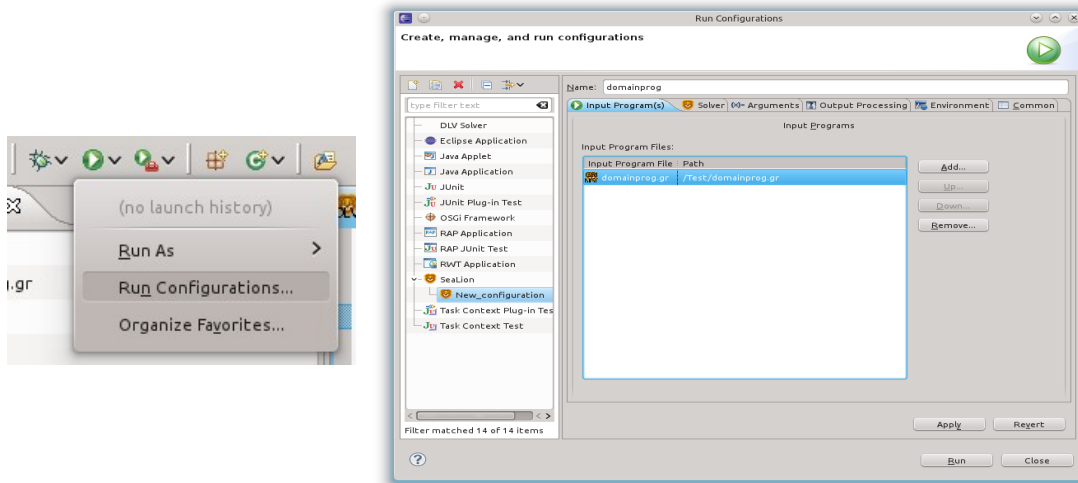 (no launch history)
Run As
Run Configurations...
Organize Favorites...
.gr
Run Configurations
Create, manage, and run configurations
type filter text
DLV Solver
Eclipse Application
Java Applet
Java Application
Ju JUnit
JUnit Plug-in Test
OSGi Framework
RAP Application
RAP JUnit Test
RWT Application
SeaLion
New_configuration
Task Context Plug-in Tes
Task Context Test
Filter matched 14 of 14 items
Name: domainprog
Input Program(s) Solver Arguments Output Processing Environment Common
Input Programs
Input Program Files:
Input Program File Path
domainprog.gr /Test/domainprog.gr
Add...
Up...
Down...
Remove...
Apply Revert
Run Close